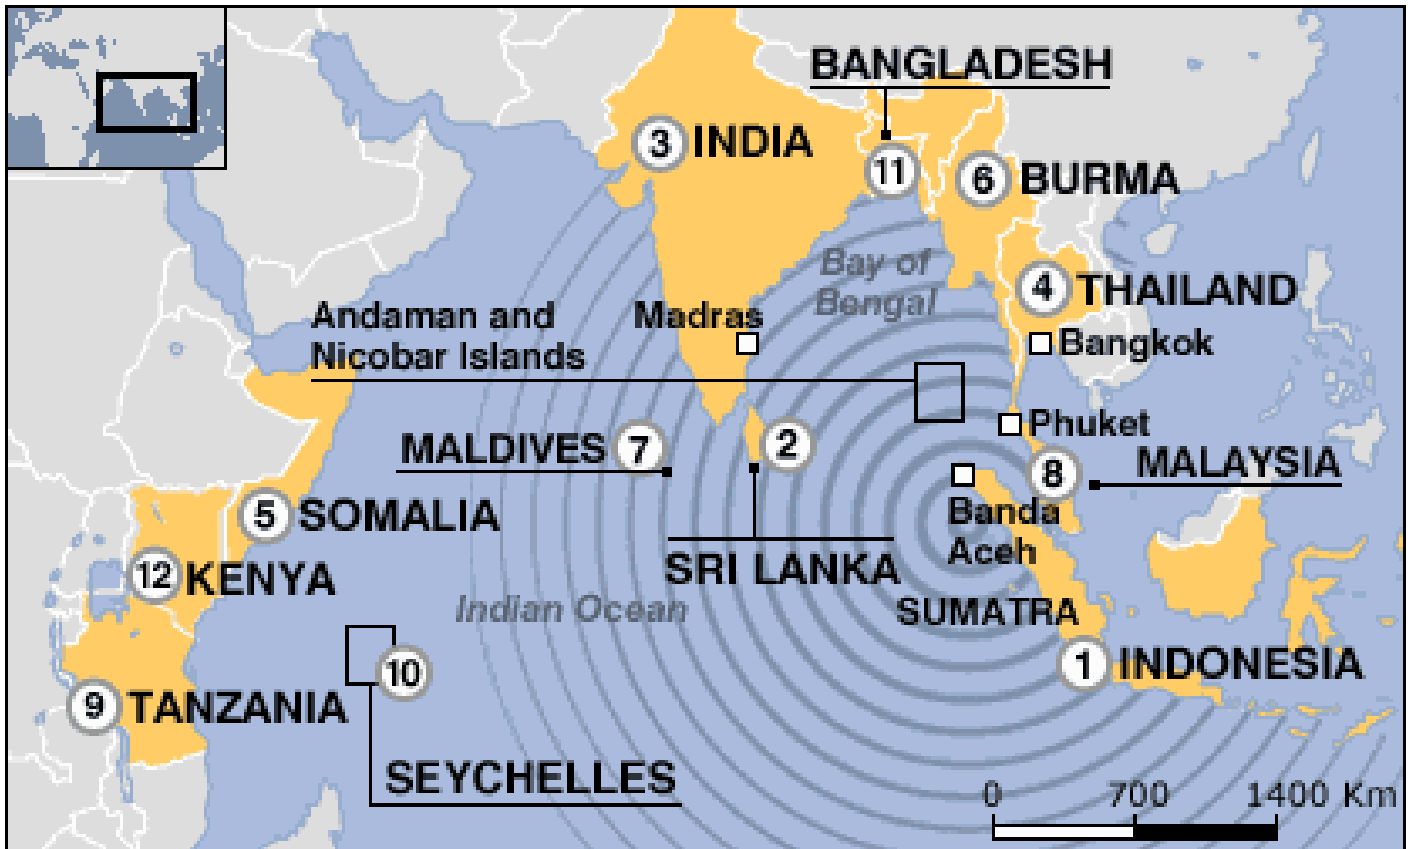 BANGLADESH
3 INDIA
11
6 BURMA
Bay of
Bengal
4 THAILAND
Andaman and
Nicobar Islands
Madras
Bangkok
Phuket
MALDIVES 7
2
8
MALAYSIA
5 SOMALIA
Banda
Aceh
SRI LANKA
12 KENYA
Indian Ocean
SUMATRA
10
1 INDONESIA
9 TANZANIA
SEYCHELLES
0 700 1400 Km